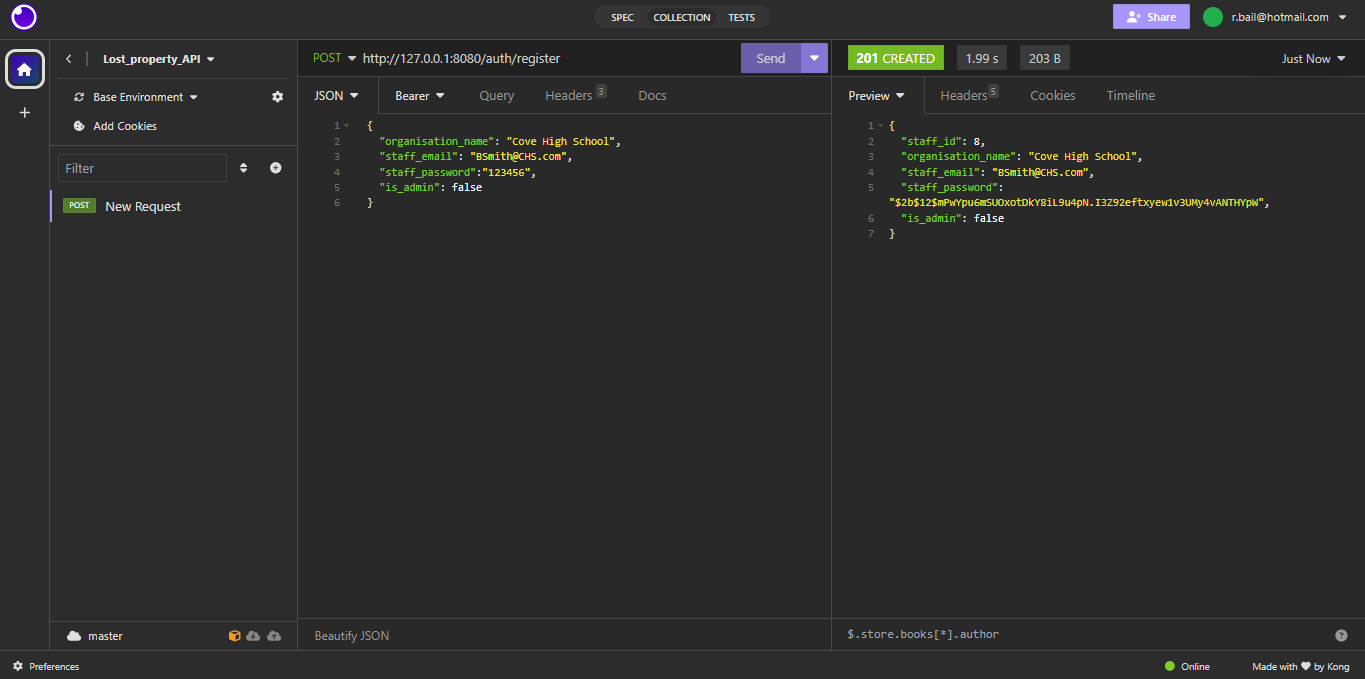 SPEC COLLECTION TESTS
Share
r.bail@hotmail.com
Lost_property_API
POST http://127.0.0.1:8080/auth/register
Send
201 CREATED 1.99 s 203 B
Just Now
Base Environment
Add Cookies
Filter
POST New Request
JSON Bearer Query Headers 3 Docs
1 {
2 "organisation_name": "Cove High School",
3 "staff_email": "BSmith@CHS.com",
4 "staff_password":"123456",
5 "is_admin": false
6 }
Preview Headers 5 Cookies Timeline
1 {
2 "staff_id": 8,
3 "organisation_name": "Cove High School",
4 "staff_email": "BSmith@CHS.com",
5 "staff_password":
"$2b$12$mPwYpu6mSUOxotDkY8iL9u4pN.I3Z92eftxyew1v3UMy4vANTHYpW",
6 "is_admin": false
7 }
master
Beautify JSON
$.store.books[*].author
Preferences
Online
Made with by Kong